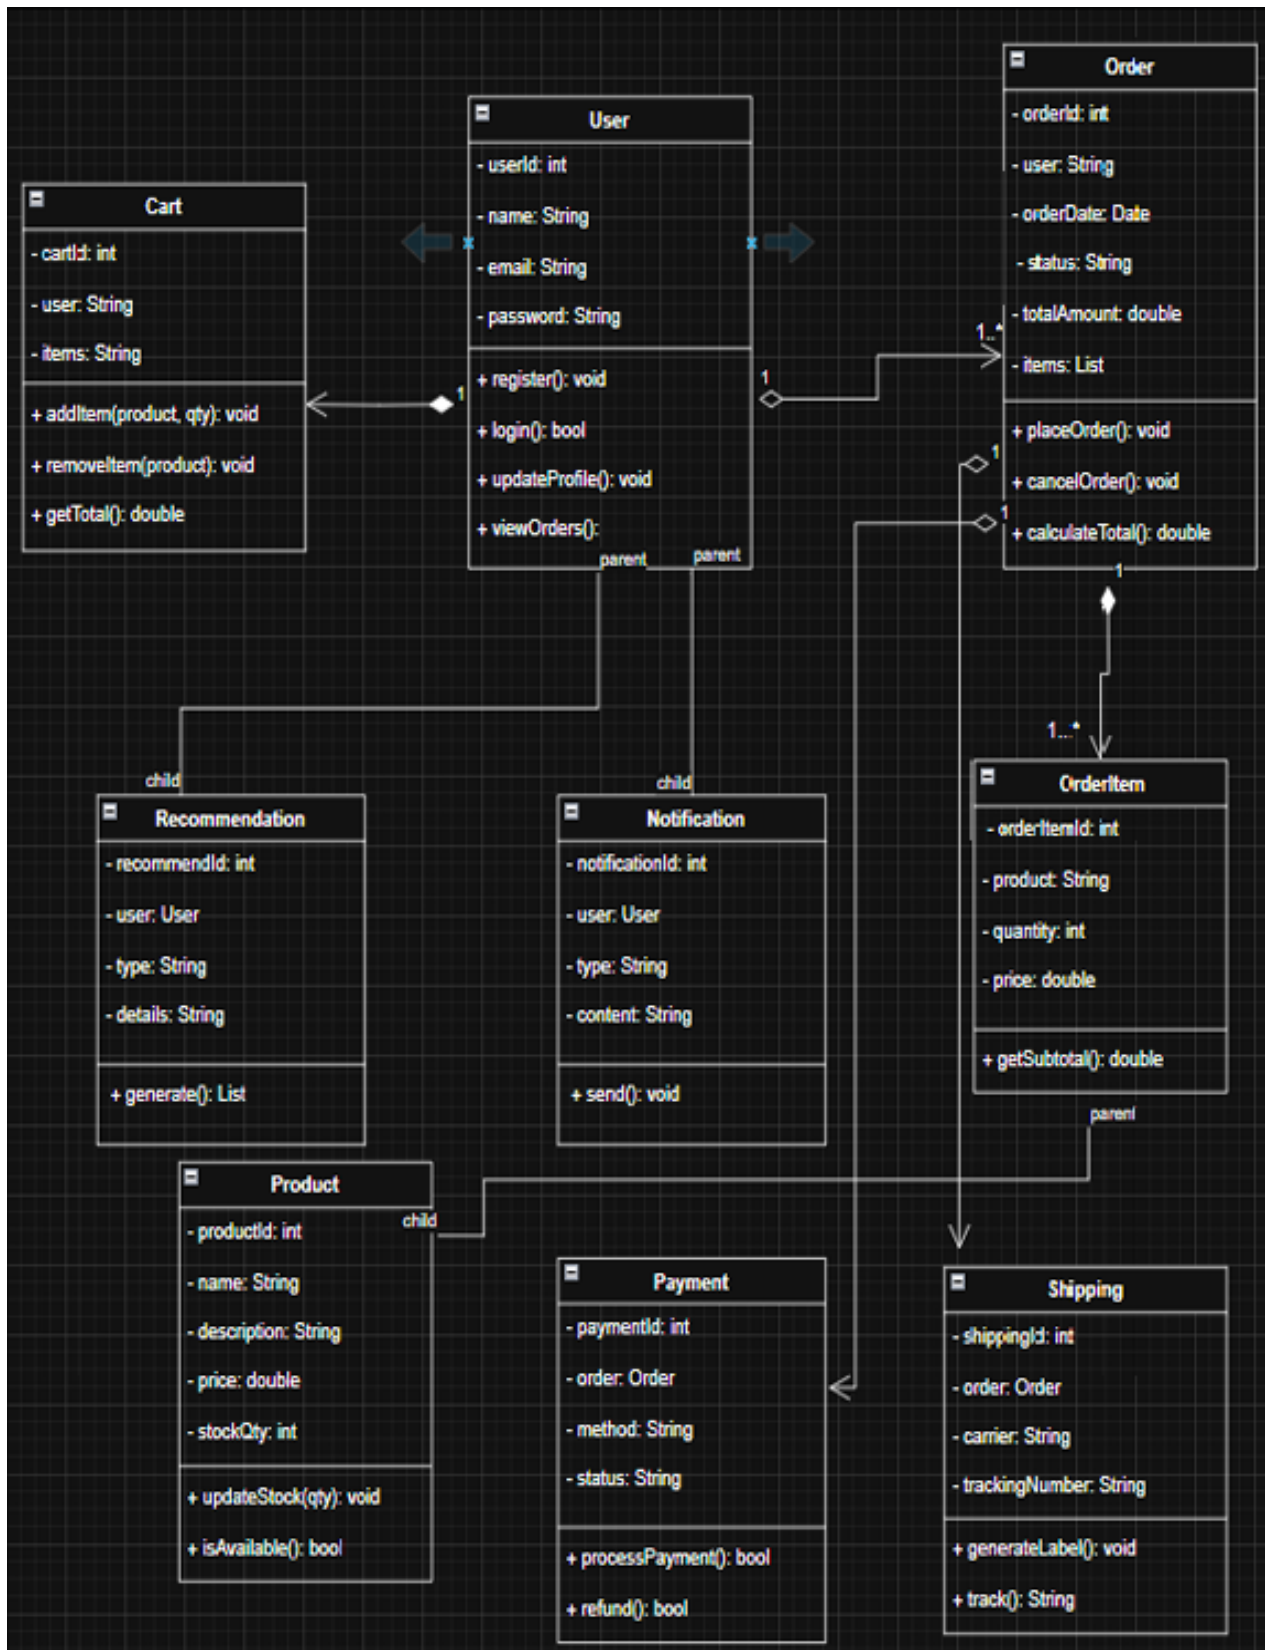 Order
- orderId: int
- user: String
- orderDate: Date
- status: String
- totalAmount: double
- items: List
+ placeOrder(): void
+ cancelOrder(): void
+ calculateTotal(): double
User
- userId: int
- name: String
- email: String
- password: String
+ register(): void
+ login(): bool
+ updateProfile(): void
+ viewOrders():
Cart
- cartId: int
- user: String
- items: String
+ addItem(product, qty): void
+ removeItem(product): void
+ getTotal(): double
1
1
1..*
1
1
1
1...*
parent
parent
child
child
Recommendation
- recommendId: int
- user: User
- type: String
- details: String
+ generate(): List
Notification
- notificationId: int
- user: User
- type: String
- content: String
+ send(): void
OrderItem
- orderItemId: int
- product: String
- quantity: int
- price: double
+ getSubtotal(): double
parent
child
Product
- productId: int
- name: String
- description: String
- price: double
- stockQty: int
+ updateStock(qty): void
+ isAvailable(): bool
Payment
- paymentId: int
- order: Order
- method: String
- status: String
+ processPayment(): bool
+ refund(): bool
Shipping
- shippingId: int
- order: Order
- carrier: String
- trackingNumber: String
+ generateLabel(): void
+ track(): String